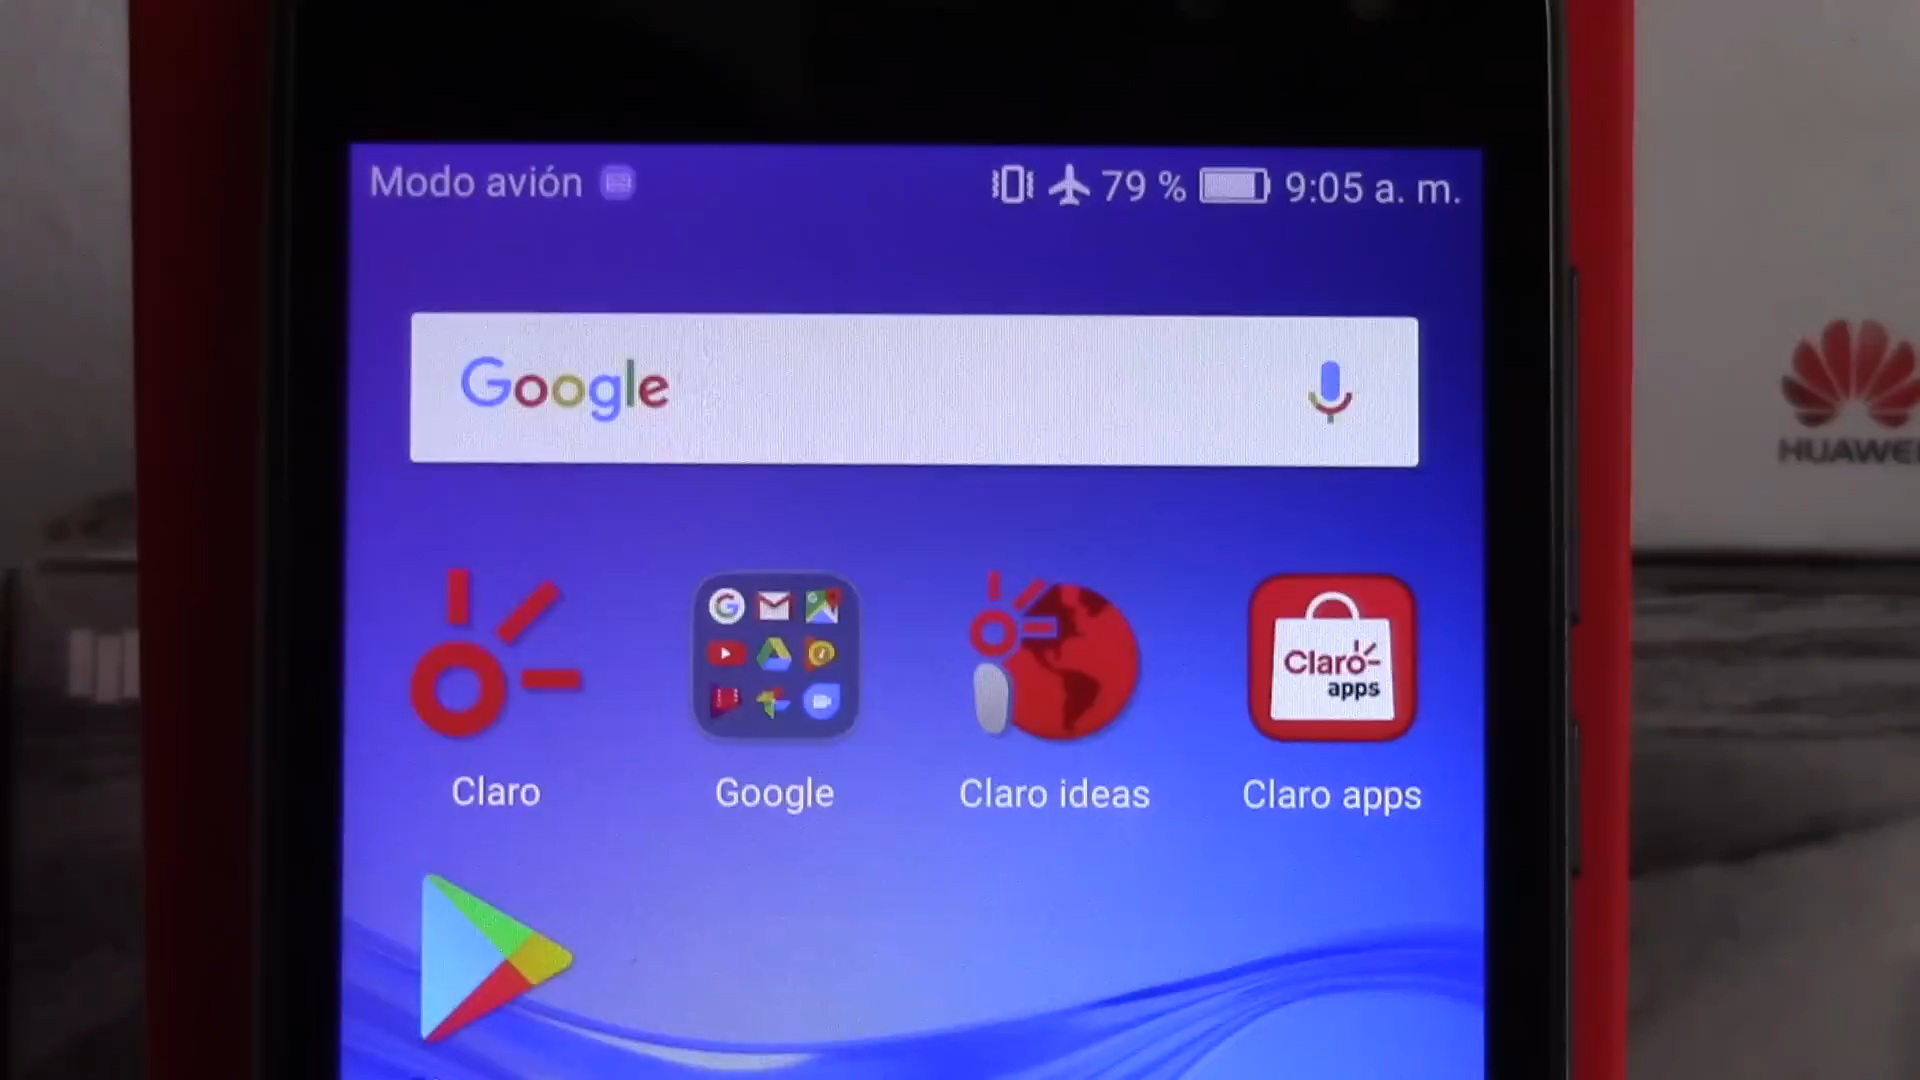 Modo avión 79 % 9:05 a. m.
Google
HUAWEI
Claro
apps
Claro Google Claro ideas Claro apps